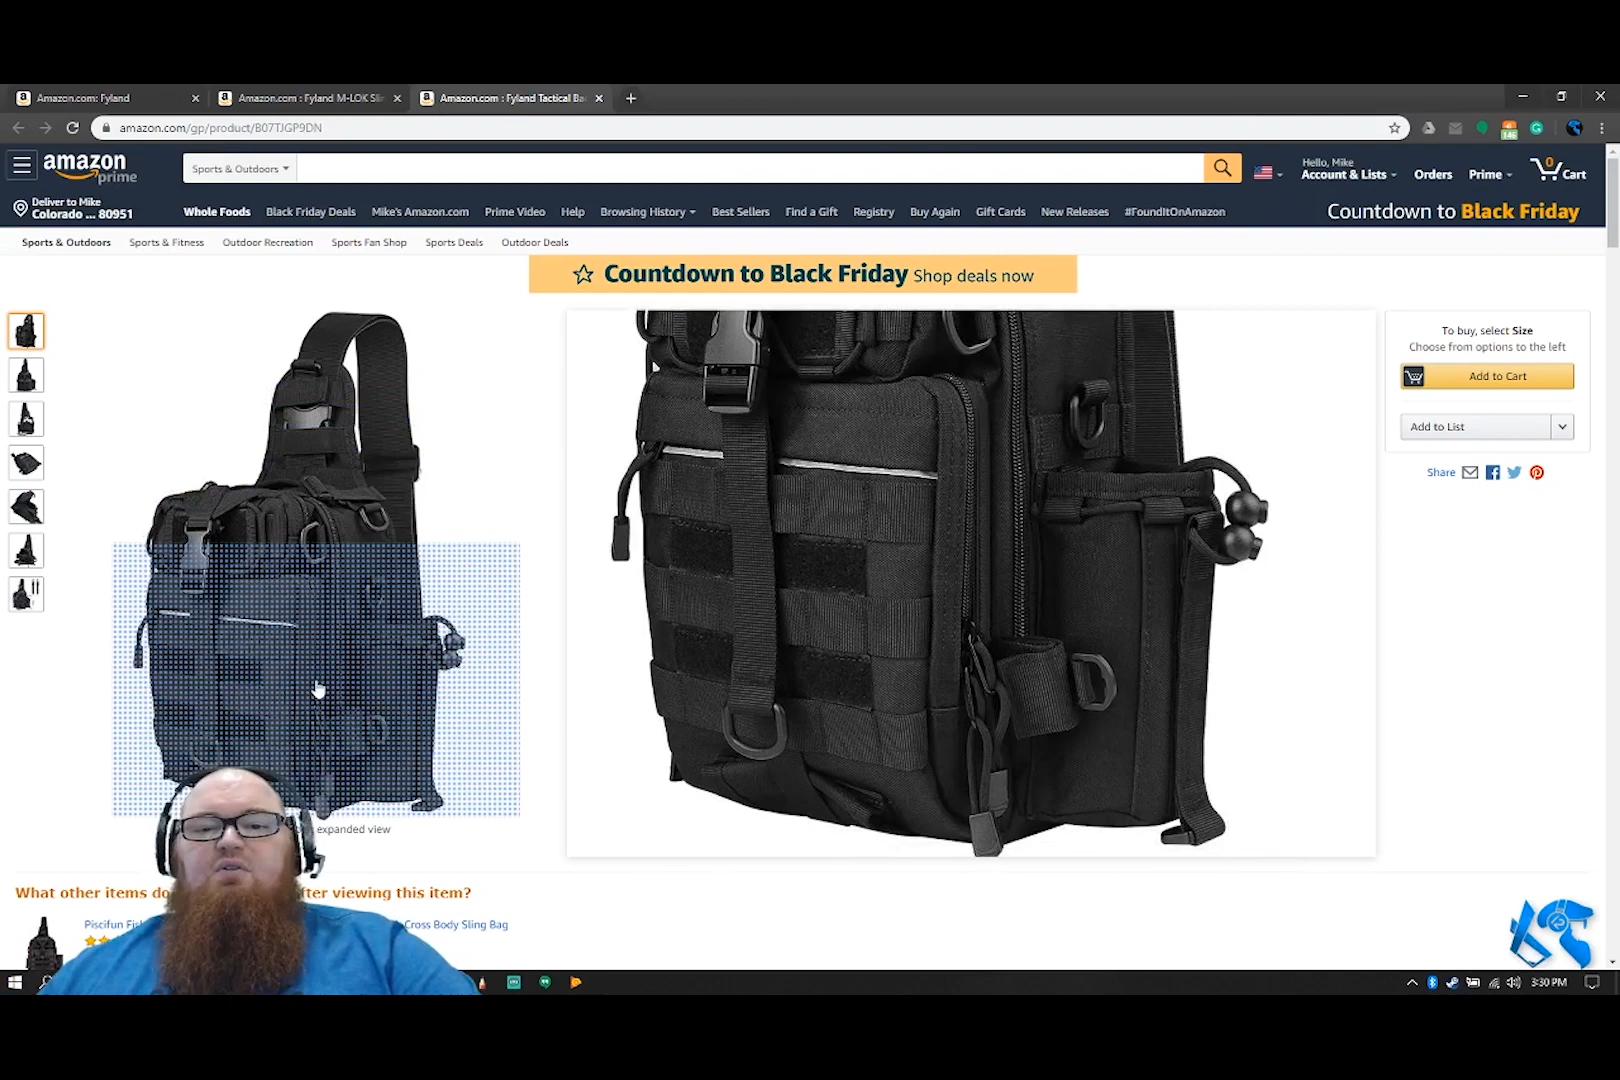 Amazon.com: Fyland
Amazon.com : Fyland M-LOK Sli
Amazon.com : Fyland Tactical Ba
amazon.com/gp/product/B07TJGP9DN
146
amazon
prime
Sports & Outdoors
Hello, Mike
Account & Lists
Orders
Prime
0
Cart
Deliver to Mike
Colorado ... 80951
Whole Foods
Black Friday Deals
Mike's Amazon.com
Prime Video
Help
Browsing History
Best Sellers
Find a Gift
Registry
Buy Again
Gift Cards
New Releases
#FoundItOnAmazon
Countdown to Black Friday
Sports & Outdoors
Sports & Fitness
Outdoor Recreation
Sports Fan Shop
Sports Deals
Outdoor Deals
Countdown to Black Friday Shop deals now
To buy, select Size
Choose from options to the left
Add to Cart
Add to List
Share
expanded view
What other items do fter viewing this item?
Piscifun Fis
Cross Body Sling Bag
3:30 PM